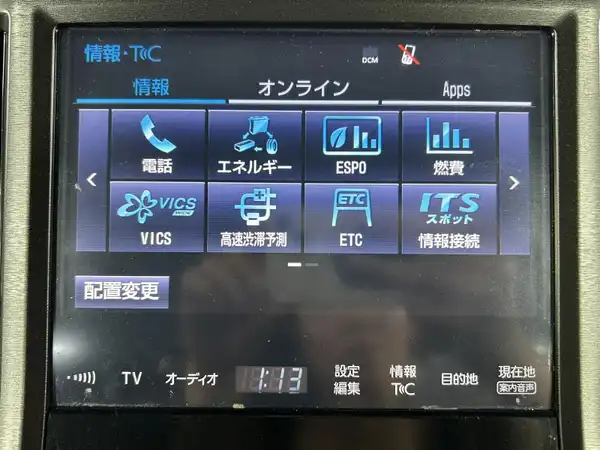 情報・T℃
DCM
情報 オンライン Apps
電話 エネルギー ESPO 燃費
VICS WIDE ETC ITS スポット
VICS 高速渋滞予測 ETC 情報接続
配置変更
TV オーディオ 1:13 設定 編集 情報 T℃ 目的地 現在地 案内音声